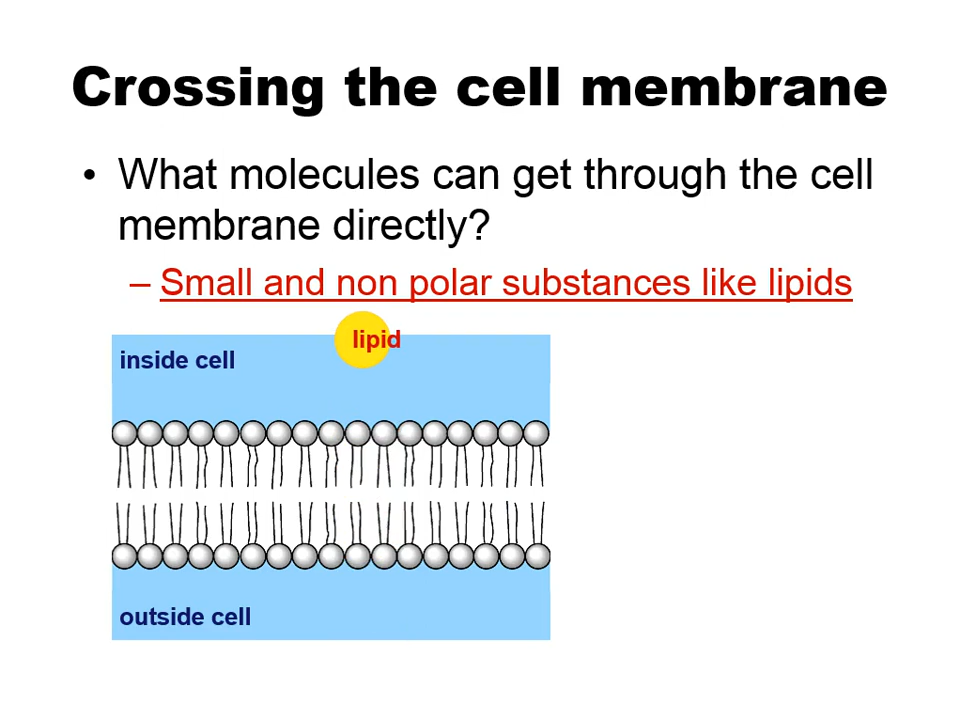 Crossing the cell membrane
• What molecules can get through the cell
membrane directly?
– Small and non polar substances like lipids
lipid
inside cell
outside cell